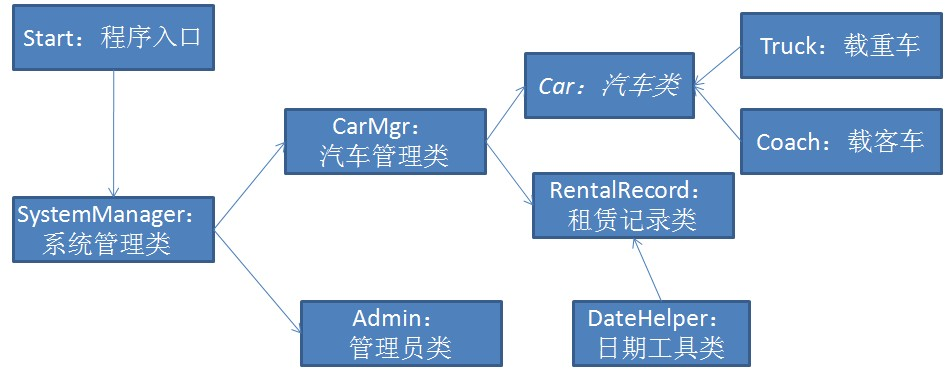 Start：程序入口
SystemManager：
系统管理类
CarMgr：
汽车管理类
Admin：
管理员类
Car：汽车类
RentalRecord：
租赁记录类
DateHelper：
日期工具类
Truck：载重车
Coach：载客车